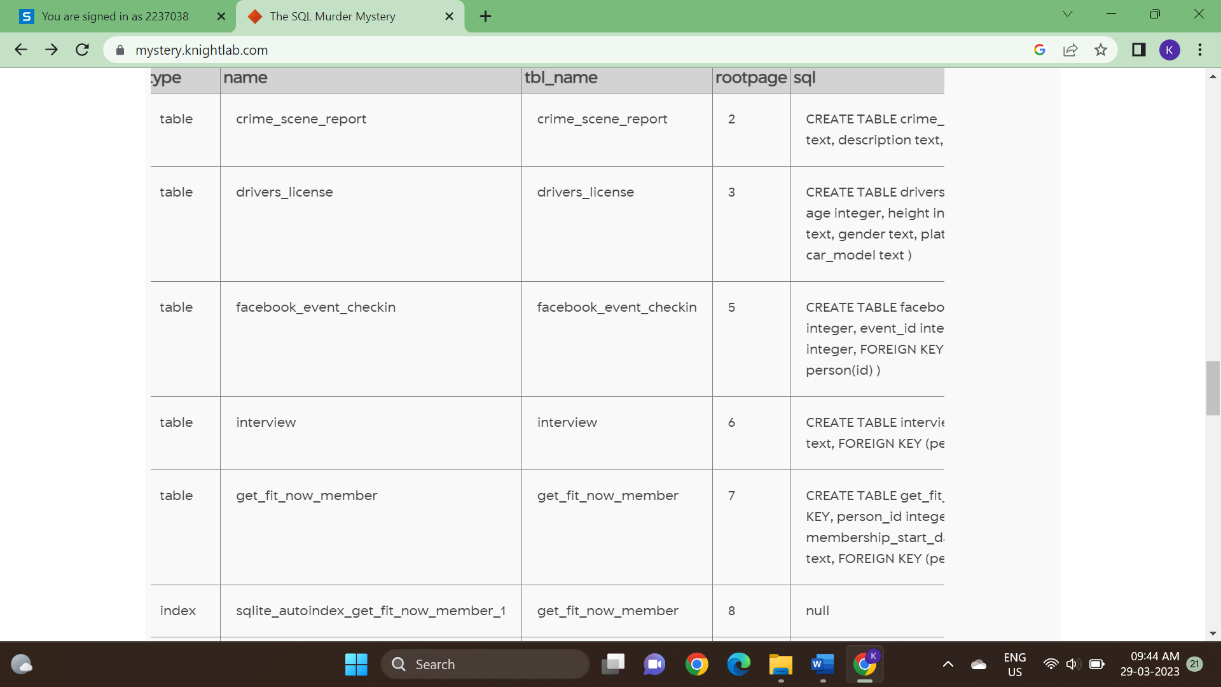 You are signed in as 2237038
The SQL Murder Mystery
mystery.knightlab.com
K
type name tbl_name rootpage sql
table crime_scene_report crime_scene_report 2 CREATE TABLE crime_
text, description text,
table drivers_license drivers_license 3 CREATE TABLE drivers
age integer, height in
text, gender text, plat
car_model text )
table facebook_event_checkin facebook_event_checkin 5 CREATE TABLE facebo
integer, event_id inte
integer, FOREIGN KEY
person(id) )
table interview interview 6 CREATE TABLE intervie
text, FOREIGN KEY (pe
table get_fit_now_member get_fit_now_member 7 CREATE TABLE get_fit_
KEY, person_id intege
membership_start_da
text, FOREIGN KEY (pe
index sqlite_autoindex_get_fit_now_member_1 get_fit_now_member 8 null
Search
ENG
US
09:44 AM
29-03-2023
21